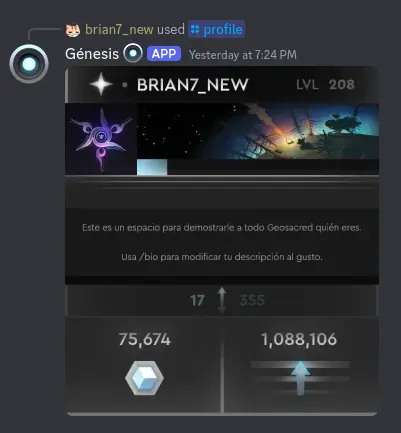 brian7_new used profile
Génesis APP Yesterday at 7:24 PM
BRIAN7_NEW LVL 208
Este es un espacio para demostrarle a todo Geosacred quién eres.
Usa /bio para modificar tu descripción al gusto.
17 355
75,674 1,088,106